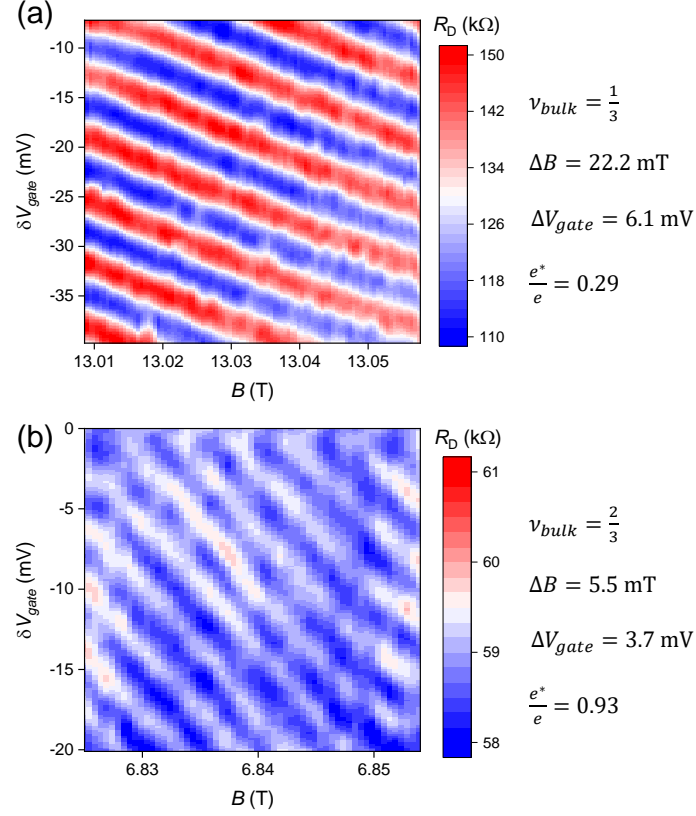 (a)
R_D (kΩ)
-10
-15
-20
-25
-30
-35
δV_gate (mV)
13.01 13.02 13.03 13.04 13.05
B (T)
150
142
134
126
118
110
ν_bulk = 1/3
ΔB = 22.2 mT
ΔV_gate = 6.1 mV
e*/e = 0.29
(b)
R_D (kΩ)
0
-5
-10
-15
-20
δV_gate (mV)
6.83 6.84 6.85
B (T)
61
60
59
58
ν_bulk = 2/3
ΔB = 5.5 mT
ΔV_gate = 3.7 mV
e*/e = 0.93